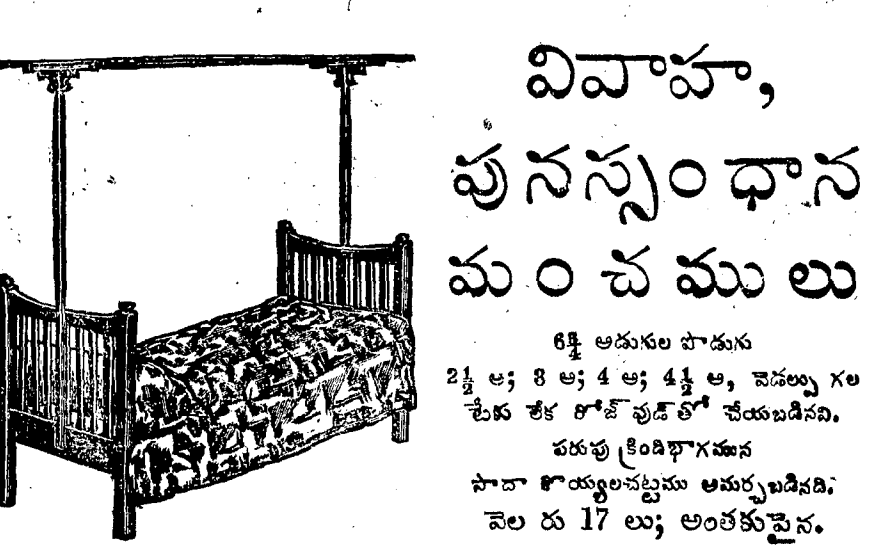 వివాహ,
పునస్సంధాన
మంచములు
6¼ అడుగుల పొడుగు
2½ అ; 3 అ; 4 అ; 4½ అ, వెడల్పు గల
టేకు లేక రోజ్ వుడ్ తో చేయబడినవి.
పరుపు క్రిందిభాగమున
సాదా కొయ్యలచట్టము అమర్చబడినది.
వెల రు 17 లు; అంతకుపైన.